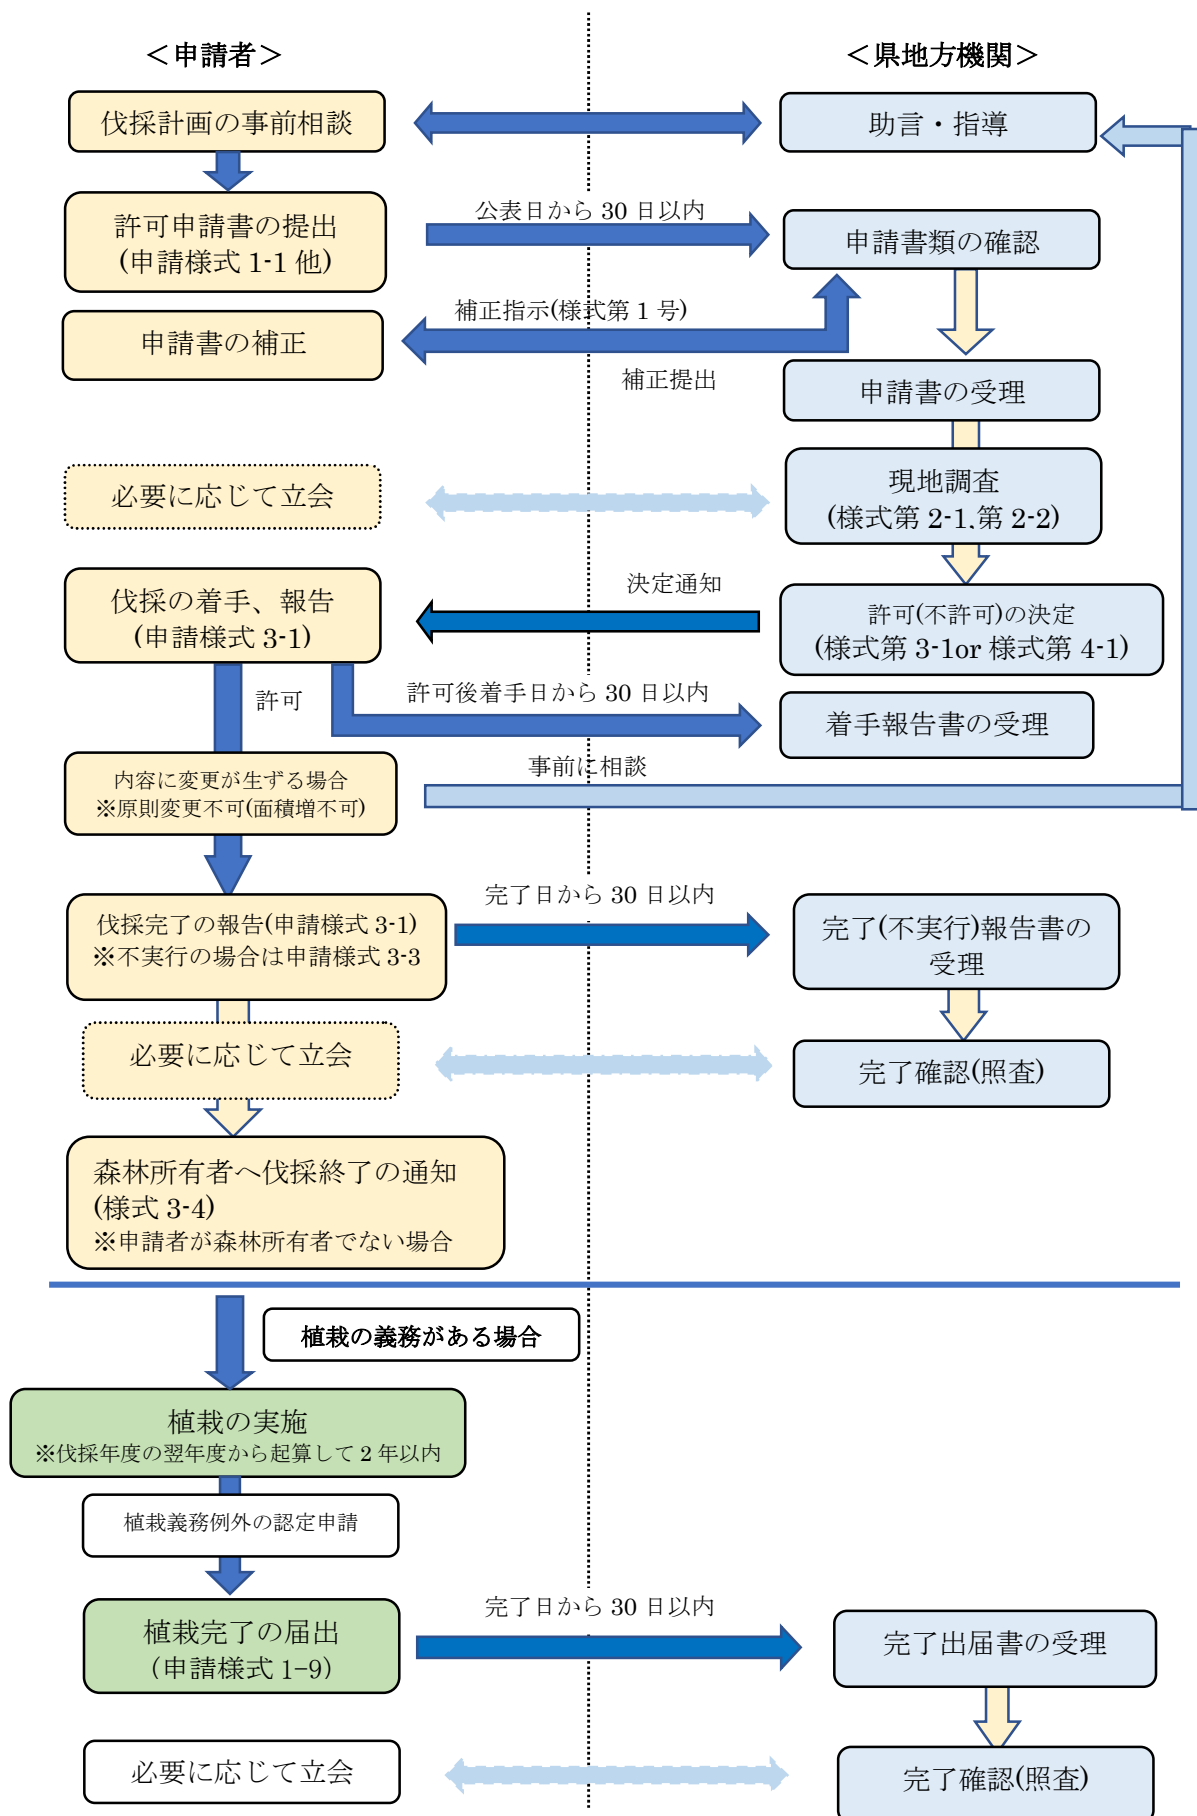 ＜申請者＞
＜県地方機関＞
伐採計画の事前相談
助言・指導
許可申請書の提出
(申請様式 1-1 他)
公表日から 30 日以内
申請書類の確認
補正指示(様式第 1 号)
申請書の補正
補正提出
申請書の受理
必要に応じて立会
現地調査
(様式第 2-1,第 2-2)
伐採の着手、報告
(申請様式 3-1)
決定通知
許可(不許可)の決定
(様式第 3-1or 様式第 4-1)
許可
許可後着手日から 30 日以内
着手報告書の受理
内容に変更が生ずる場合
※原則変更不可(面積増不可)
事前に相談
伐採完了の報告(申請様式 3-1)
※不実行の場合は申請様式 3-3
完了日から 30 日以内
完了(不実行)報告書の
受理
必要に応じて立会
完了確認(照査)
森林所有者へ伐採終了の通知
(様式 3-4)
※申請者が森林所有者でない場合
植栽の義務がある場合
植栽の実施
※伐採年度の翌年度から起算して 2 年以内
植栽義務例外の認定申請
植栽完了の届出
（申請様式 1-9）
完了日から 30 日以内
完了出届書の受理
必要に応じて立会
完了確認(照査)